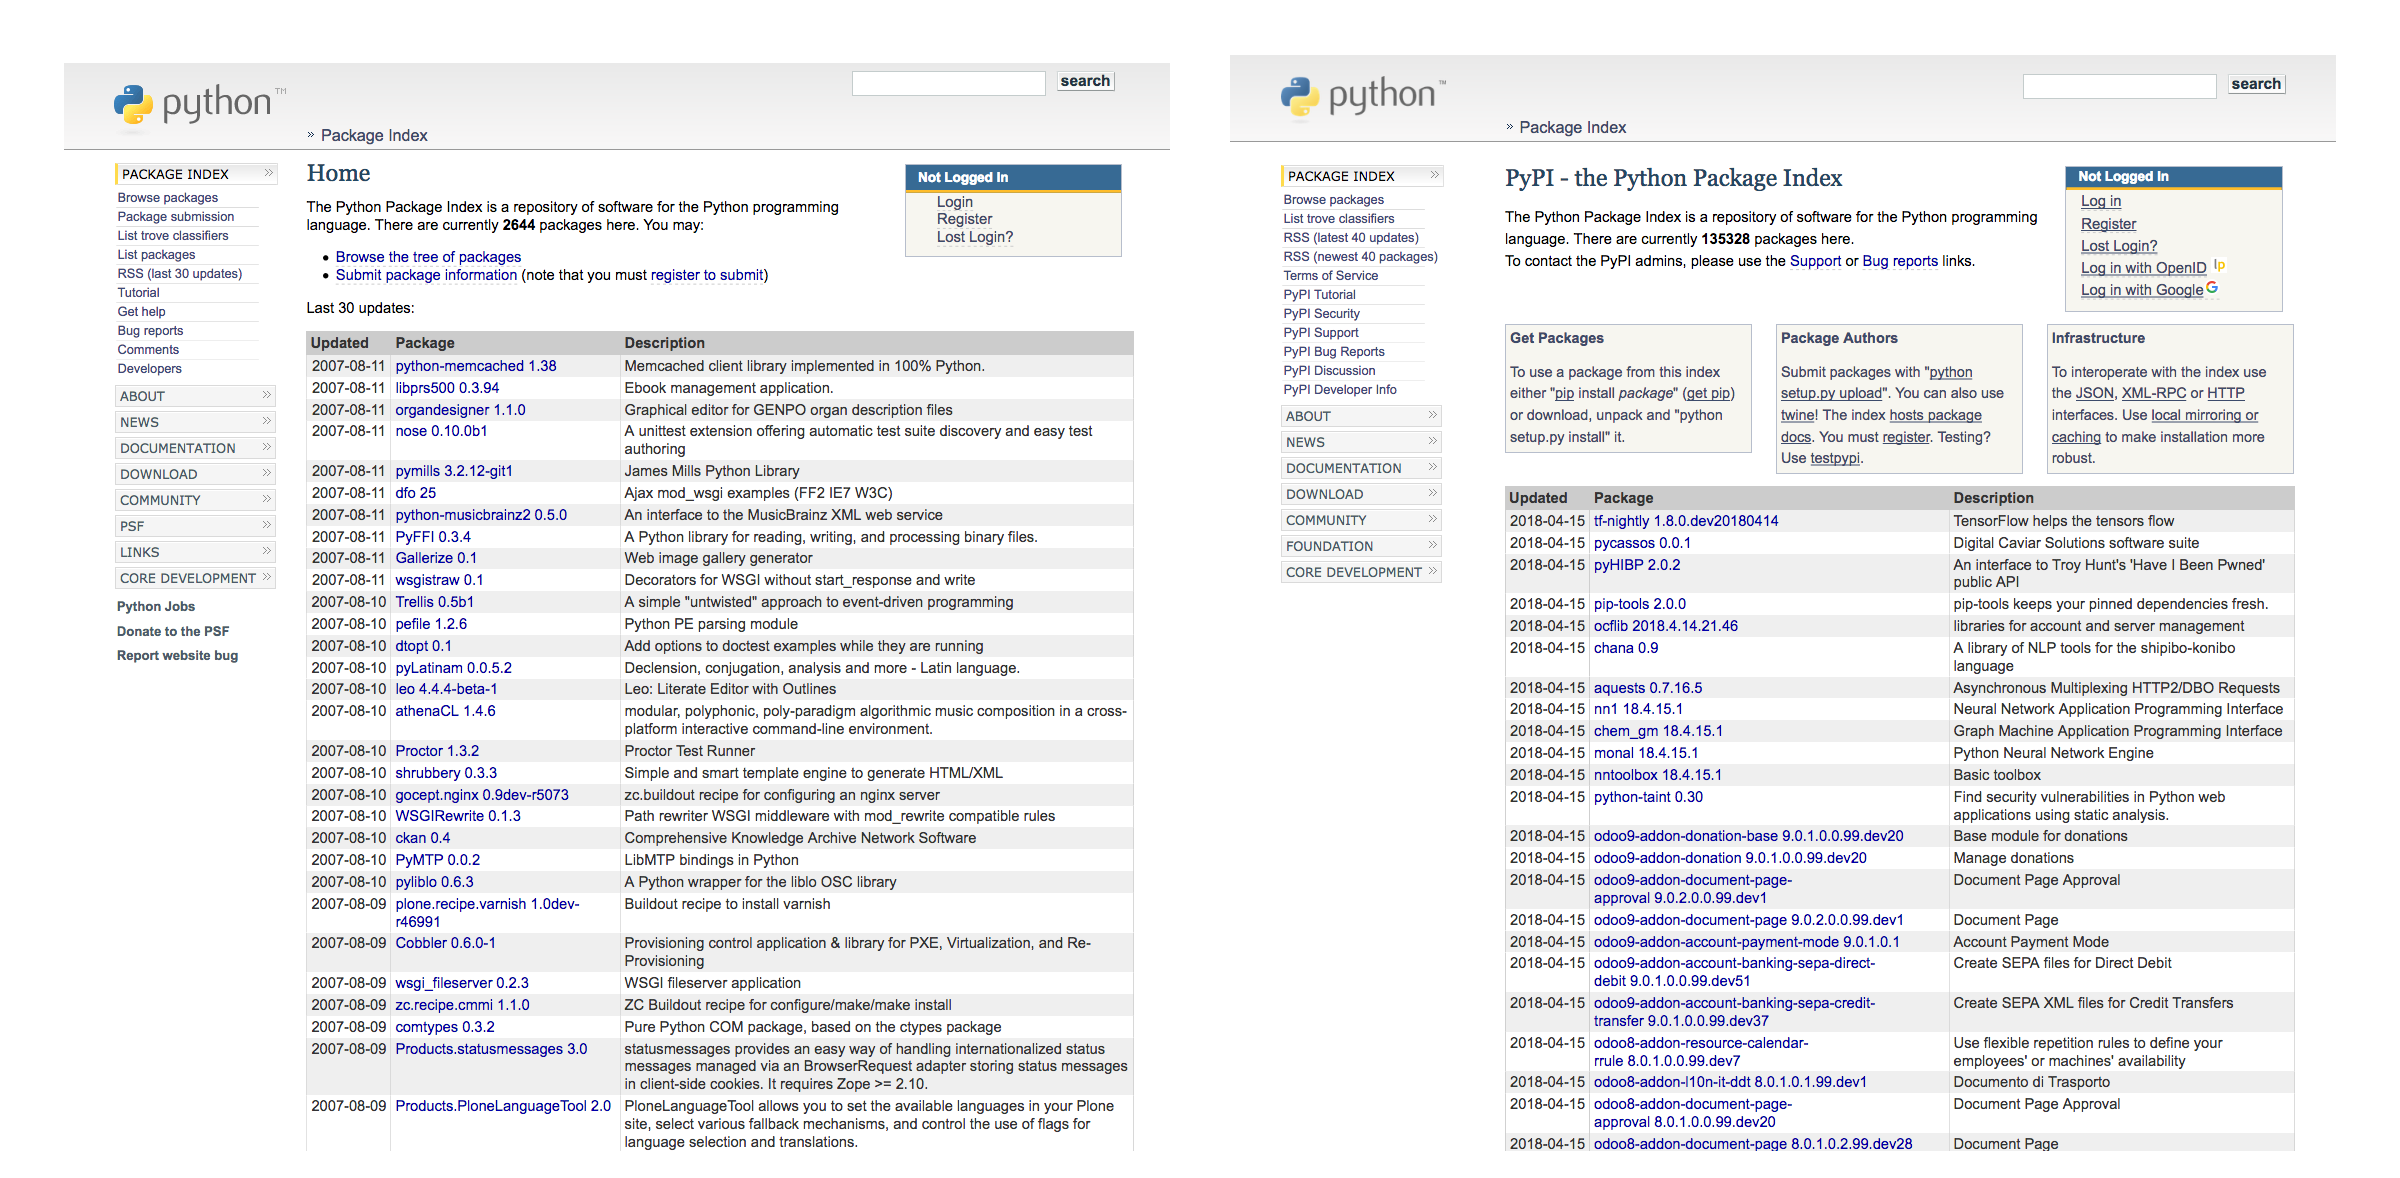 python™
search
» Package Index
PACKAGE INDEX »
Browse packages
Package submission
List trove classifiers
List packages
RSS (last 30 updates)
Tutorial
Get help
Bug reports
Comments
Developers
ABOUT »
NEWS »
DOCUMENTATION »
DOWNLOAD »
COMMUNITY »
PSF »
LINKS »
CORE DEVELOPMENT »
Python Jobs
Donate to the PSF
Report website bug
Home
The Python Package Index is a repository of software for the Python programming
language. There are currently 2644 packages here. You may:
• Browse the tree of packages
• Submit package information (note that you must register to submit)
Last 30 updates:
Not Logged In
Login
Register
Lost Login?
Updated Package Description
2007-08-11 python-memcached 1.38 Memcached client library implemented in 100% Python.
2007-08-11 libprs500 0.3.94 Ebook management application.
2007-08-11 organdesigner 1.1.0 Graphical editor for GENPO organ description files
2007-08-11 nose 0.10.0b1 A unittest extension offering automatic test suite discovery and easy test
authoring
2007-08-11 pymills 3.2.12-git1 James Mills Python Library
2007-08-11 dfo 25 Ajax mod_wsgi examples (FF2 IE7 W3C)
2007-08-11 python-musicbrainz2 0.5.0 An interface to the MusicBrainz XML web service
2007-08-11 PyFFI 0.3.4 A Python library for reading, writing, and processing binary files.
2007-08-11 Gallerize 0.1 Web image gallery generator
2007-08-11 wsgistraw 0.1 Decorators for WSGI without start_response and write
2007-08-10 Trellis 0.5b1 A simple "untwisted" approach to event-driven programming
2007-08-10 pefile 1.2.6 Python PE parsing module
2007-08-10 dtopt 0.1 Add options to doctest examples while they are running
2007-08-10 pyLatinam 0.0.5.2 Declension, conjugation, analysis and more - Latin language.
2007-08-10 leo 4.4.4-beta-1 Leo: Literate Editor with Outlines
2007-08-10 athenaCL 1.4.6 modular, polyphonic, poly-paradigm algorithmic music composition in a cross-
platform interactive command-line environment.
2007-08-10 Proctor 1.3.2 Proctor Test Runner
2007-08-10 shrubbery 0.3.3 Simple and smart template engine to generate HTML/XML
2007-08-10 gocept.nginx 0.9dev-r5073 zc.buildout recipe for configuring an nginx server
2007-08-10 WSGIRewrite 0.1.3 Path rewriter WSGI middleware with mod_rewrite compatible rules
2007-08-10 ckan 0.4 Comprehensive Knowledge Archive Network Software
2007-08-10 PyMTP 0.0.2 LibMTP bindings in Python
2007-08-10 pyliblo 0.6.3 A Python wrapper for the liblo OSC library
2007-08-09 plone.recipe.varnish 1.0dev- Buildout recipe to install varnish
r46991
2007-08-09 Cobbler 0.6.0-1 Provisioning control application & library for PXE, Virtualization, and Re-
Provisioning
2007-08-09 wsgi_fileserver 0.2.3 WSGI fileserver application
2007-08-09 zc.recipe.cmmi 1.1.0 ZC Buildout recipe for configure/make/make install
2007-08-09 comtypes 0.3.2 Pure Python COM package, based on the ctypes package
2007-08-09 Products.statusmessages 3.0 statusmessages provides an easy way of handling internationalized status
messages managed via an BrowserRequest adapter storing status messages
in client-side cookies. It requires Zope >= 2.10.
2007-08-09 Products.PloneLanguageTool 2.0 PloneLanguageTool allows you to set the available languages in your Plone
site, select various fallback mechanisms, and control the use of flags for
language selection and translations.
python™
search
» Package Index
PACKAGE INDEX »
Browse packages
List trove classifiers
RSS (latest 40 updates)
RSS (newest 40 packages)
Terms of Service
PyPI Tutorial
PyPI Security
PyPI Support
PyPI Bug Reports
PyPI Discussion
PyPI Developer Info
ABOUT »
NEWS »
DOCUMENTATION »
DOWNLOAD »
COMMUNITY »
FOUNDATION »
CORE DEVELOPMENT »
PyPI - the Python Package Index
The Python Package Index is a repository of software for the Python programming
language. There are currently 135328 packages here.
To contact the PyPI admins, please use the Support or Bug reports links.
Not Logged In
Log in
Register
Lost Login?
Log in with OpenID lp
Log in with Google G
Get Packages
To use a package from this index
either "pip install package" (get pip)
or download, unpack and "python
setup.py install" it.
Package Authors
Submit packages with "python
setup.py upload". You can also use
twine! The index hosts package
docs. You must register. Testing?
Use testpypi.
Infrastructure
To interoperate with the index use
the JSON, XML-RPC or HTTP
interfaces. Use local mirroring or
caching to make installation more
robust.
Updated Package Description
2018-04-15 tf-nightly 1.8.0.dev20180414 TensorFlow helps the tensors flow
2018-04-15 pycassos 0.0.1 Digital Caviar Solutions software suite
2018-04-15 pyHIBP 2.0.2 An interface to Troy Hunt's 'Have I Been Pwned'
public API
2018-04-15 pip-tools 2.0.0 pip-tools keeps your pinned dependencies fresh.
2018-04-15 ocflib 2018.4.14.21.46 libraries for account and server management
2018-04-15 chana 0.9 A library of NLP tools for the shipibo-konibo
language
2018-04-15 aquests 0.7.16.5 Asynchronous Multiplexing HTTP2/DBO Requests
2018-04-15 nn1 18.4.15.1 Neural Network Application Programming Interface
2018-04-15 chem_gm 18.4.15.1 Graph Machine Application Programming Interface
2018-04-15 monal 18.4.15.1 Python Neural Network Engine
2018-04-15 nntoolbox 18.4.15.1 Basic toolbox
2018-04-15 python-taint 0.30 Find security vulnerabilities in Python web
applications using static analysis.
2018-04-15 odoo9-addon-donation-base 9.0.1.0.0.99.dev20 Base module for donations
2018-04-15 odoo9-addon-donation 9.0.1.0.0.99.dev20 Manage donations
2018-04-15 odoo9-addon-document-page- Document Page Approval
approval 9.0.2.0.0.99.dev1
2018-04-15 odoo9-addon-document-page 9.0.2.0.0.99.dev1 Document Page
2018-04-15 odoo9-addon-account-payment-mode 9.0.1.0.1 Account Payment Mode
2018-04-15 odoo9-addon-account-banking-sepa-direct- Create SEPA files for Direct Debit
debit 9.0.1.0.0.99.dev51
2018-04-15 odoo9-addon-account-banking-sepa-credit- Create SEPA XML files for Credit Transfers
transfer 9.0.1.0.0.99.dev37
2018-04-15 odoo8-addon-resource-calendar- Use flexible repetition rules to define your
rrule 8.0.1.0.0.99.dev7 employees' or machines' availability
2018-04-15 odoo8-addon-l10n-it-ddt 8.0.1.0.1.99.dev1 Documento di Trasporto
2018-04-15 odoo8-addon-document-page- Document Page Approval
approval 8.0.1.0.0.99.dev20
2018-04-15 odoo8-addon-document-page 8.0.1.0.2.99.dev28 Document Page